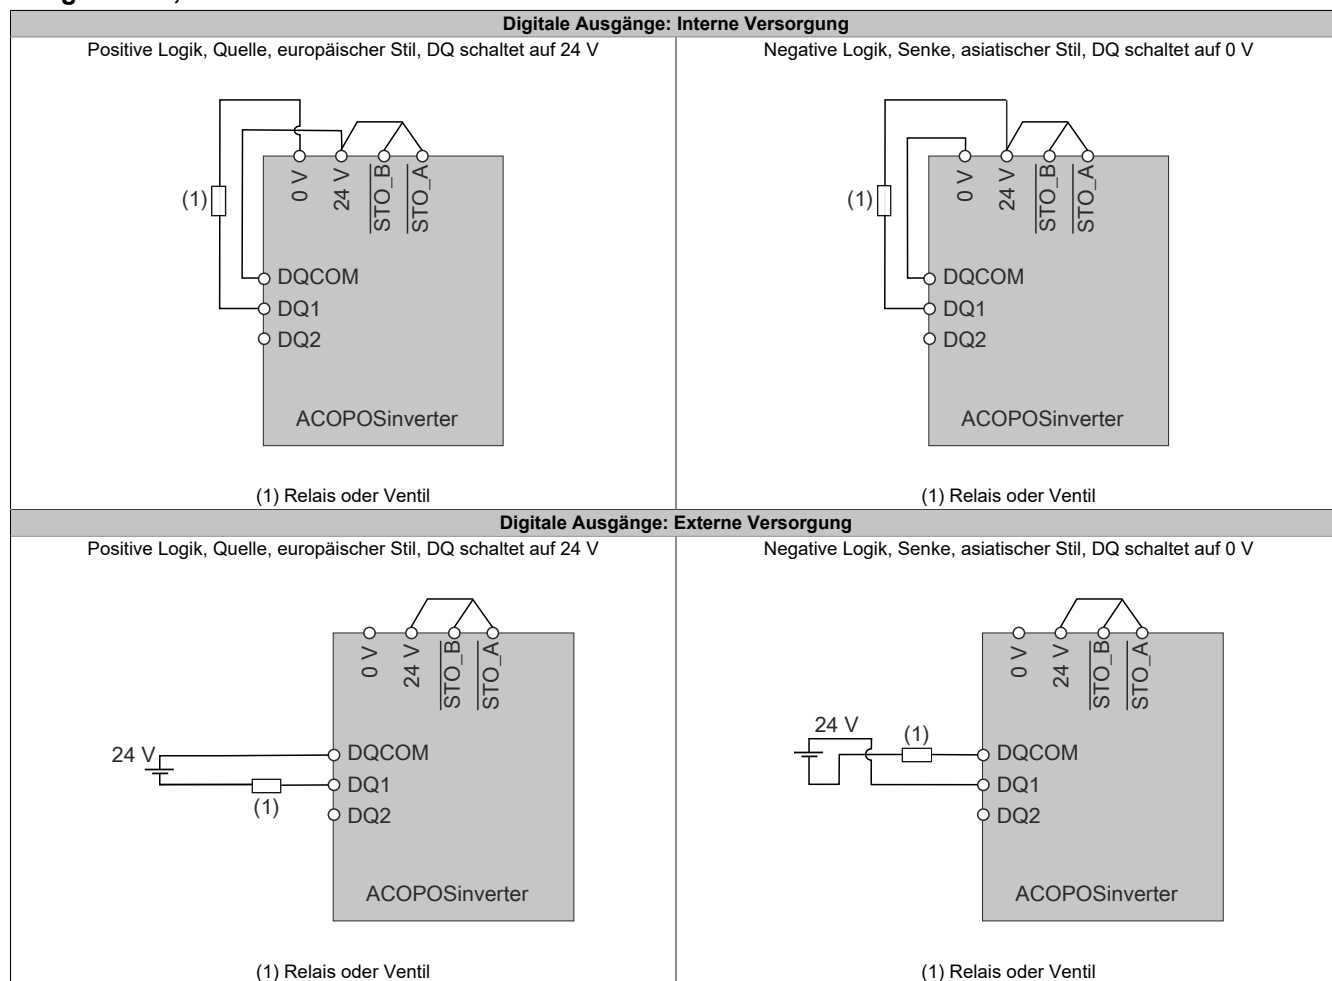 Digitale Ausgänge: Interne Versorgung
Positive Logik, Quelle, europäischer Stil, DQ schaltet auf 24 V
0 V
24 V
STO_B
STO_A
(1)
DQCOM
DQ1
DQ2
ACOPOSinverter
(1) Relais oder Ventil
Negative Logik, Senke, asiatischer Stil, DQ schaltet auf 0 V
0 V
24 V
STO_B
STO_A
(1)
DQCOM
DQ1
DQ2
ACOPOSinverter
(1) Relais oder Ventil
Digitale Ausgänge: Externe Versorgung
Positive Logik, Quelle, europäischer Stil, DQ schaltet auf 24 V
0 V
24 V
STO_B
STO_A
24 V
DQCOM
DQ1
(1)
DQ2
ACOPOSinverter
(1) Relais oder Ventil
Negative Logik, Senke, asiatischer Stil, DQ schaltet auf 0 V
0 V
24 V
STO_B
STO_A
24 V
(1)
DQCOM
DQ1
DQ2
ACOPOSinverter
(1) Relais oder Ventil